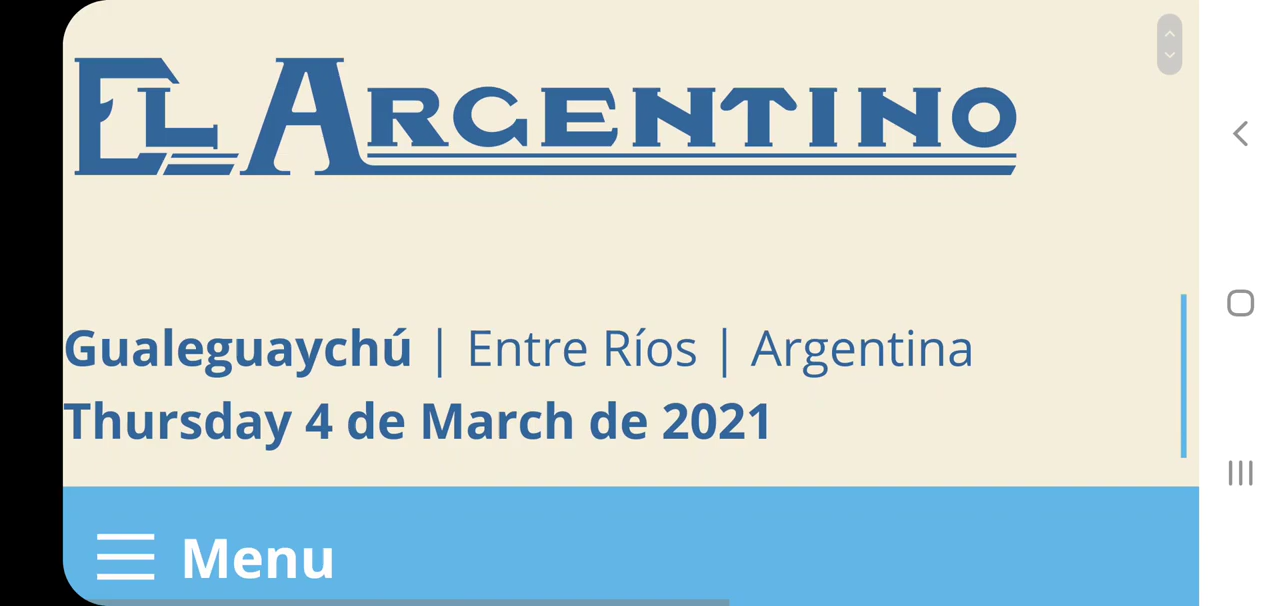 EL ARGENTINO
Gualeguaychú | Entre Ríos | Argentina
Thursday 4 de March de 2021
Menu